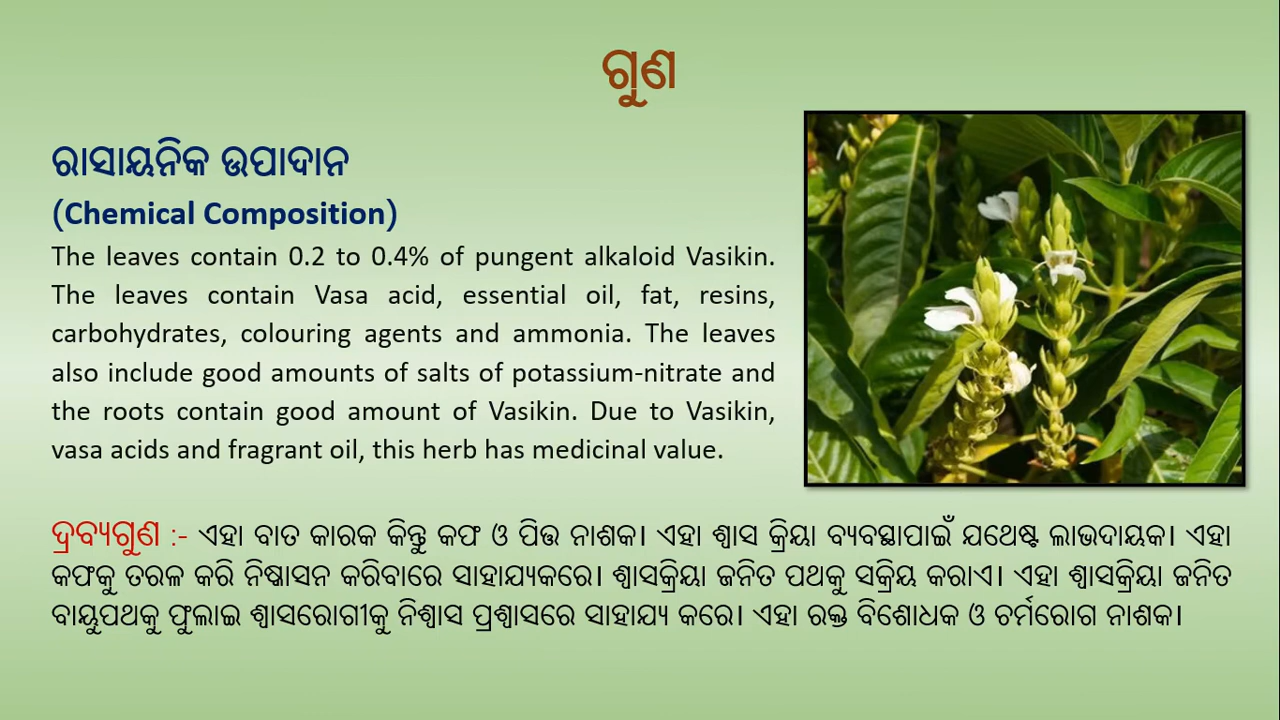 ଗୁଣ
ରାସାୟନିକ ଉପାଦାନ
(Chemical Composition)
The leaves contain 0.2 to 0.4% of pungent alkaloid Vasikin.
The leaves contain Vasa acid, essential oil, fat, resins,
carbohydrates, colouring agents and ammonia. The leaves
also include good amounts of salts of potassium-nitrate and
the roots contain good amount of Vasikin. Due to Vasikin,
vasa acids and fragrant oil, this herb has medicinal value.
ଦ୍ରବ୍ୟଗୁଣ :- ଏହା ବାତ କାରକ କିନ୍ତୁ କଫ ଓ ପିତ୍ତ ନାଶକ। ଏହା ଶ୍ୱାସ କ୍ରିୟା ବ୍ୟବସ୍ଥାପାଇଁ ଯଥେଷ୍ଟ ଲାଭଦାୟକ। ଏହା
କଫକୁ ତରଳ କରି ନିଷ୍କାସନ କରିବାରେ ସାହାଯ୍ୟକରେ। ଶ୍ୱାସକ୍ରିୟା ଜନିତ ପଥକୁ ସକ୍ରିୟ କରାଏ। ଏହା ଶ୍ୱାସକ୍ରିୟା ଜନିତ
ବାୟୁପଥକୁ ଫୁଲାଇ ଶ୍ୱାସରୋଗୀକୁ ନିଶ୍ୱାସ ପ୍ରଶ୍ୱାସରେ ସାହାଯ୍ୟ କରେ। ଏହା ରକ୍ତ ବିଶୋଧକ ଓ ଚର୍ମରୋଗ ନାଶକ।